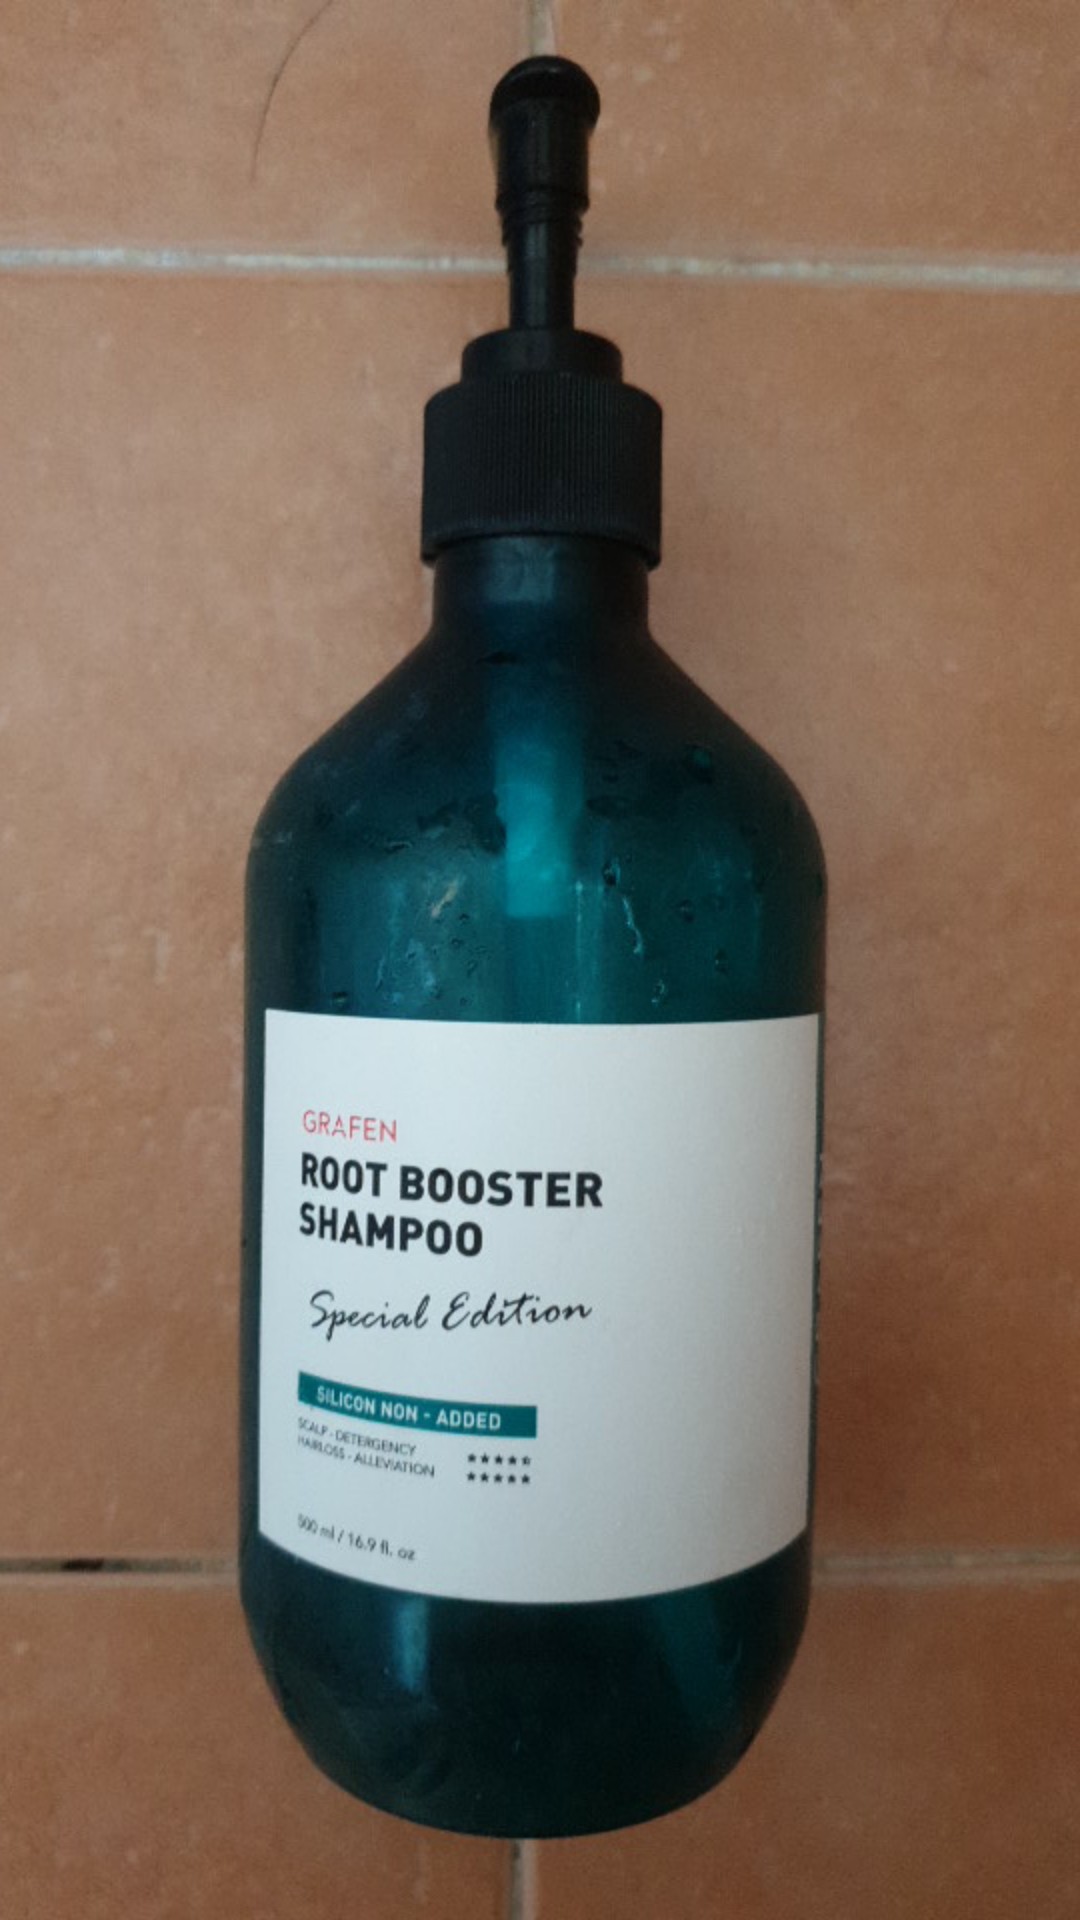 GRAFEN
ROOT BOOSTER
SHAMPOO
Special Edition
SILICON NON - ADDED
SCALP - DETERGENCY ★★★★⯪
HAIRLOSS - ALLEVIATION ★★★★★
500 ml / 16.9 fl. oz